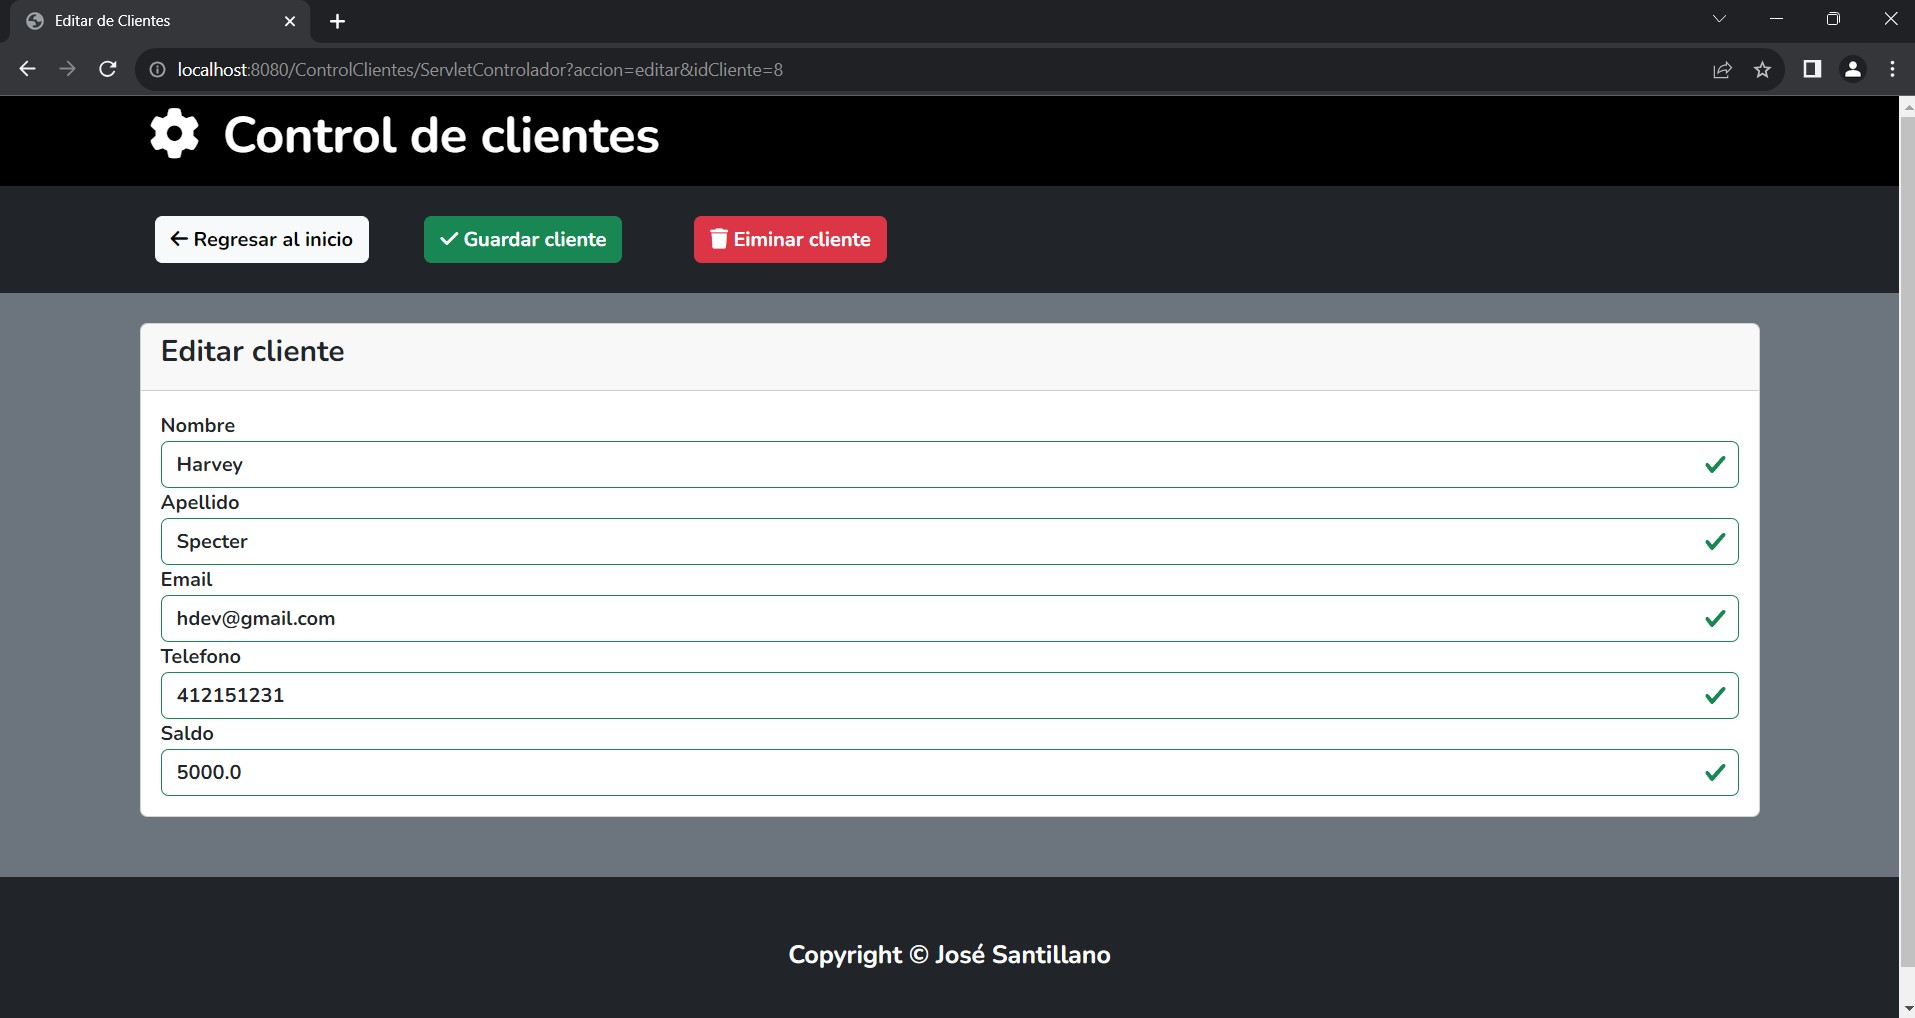 Editar de Clientes
localhost:8080/ControlClientes/ServletControlador?accion=editar&idCliente=8
Control de clientes
Regresar al inicio
Guardar cliente
Eiminar cliente
Editar cliente
Nombre
Harvey
Apellido
Specter
Email
hdev@gmail.com
Telefono
412151231
Saldo
5000.0
Copyright © José Santillano